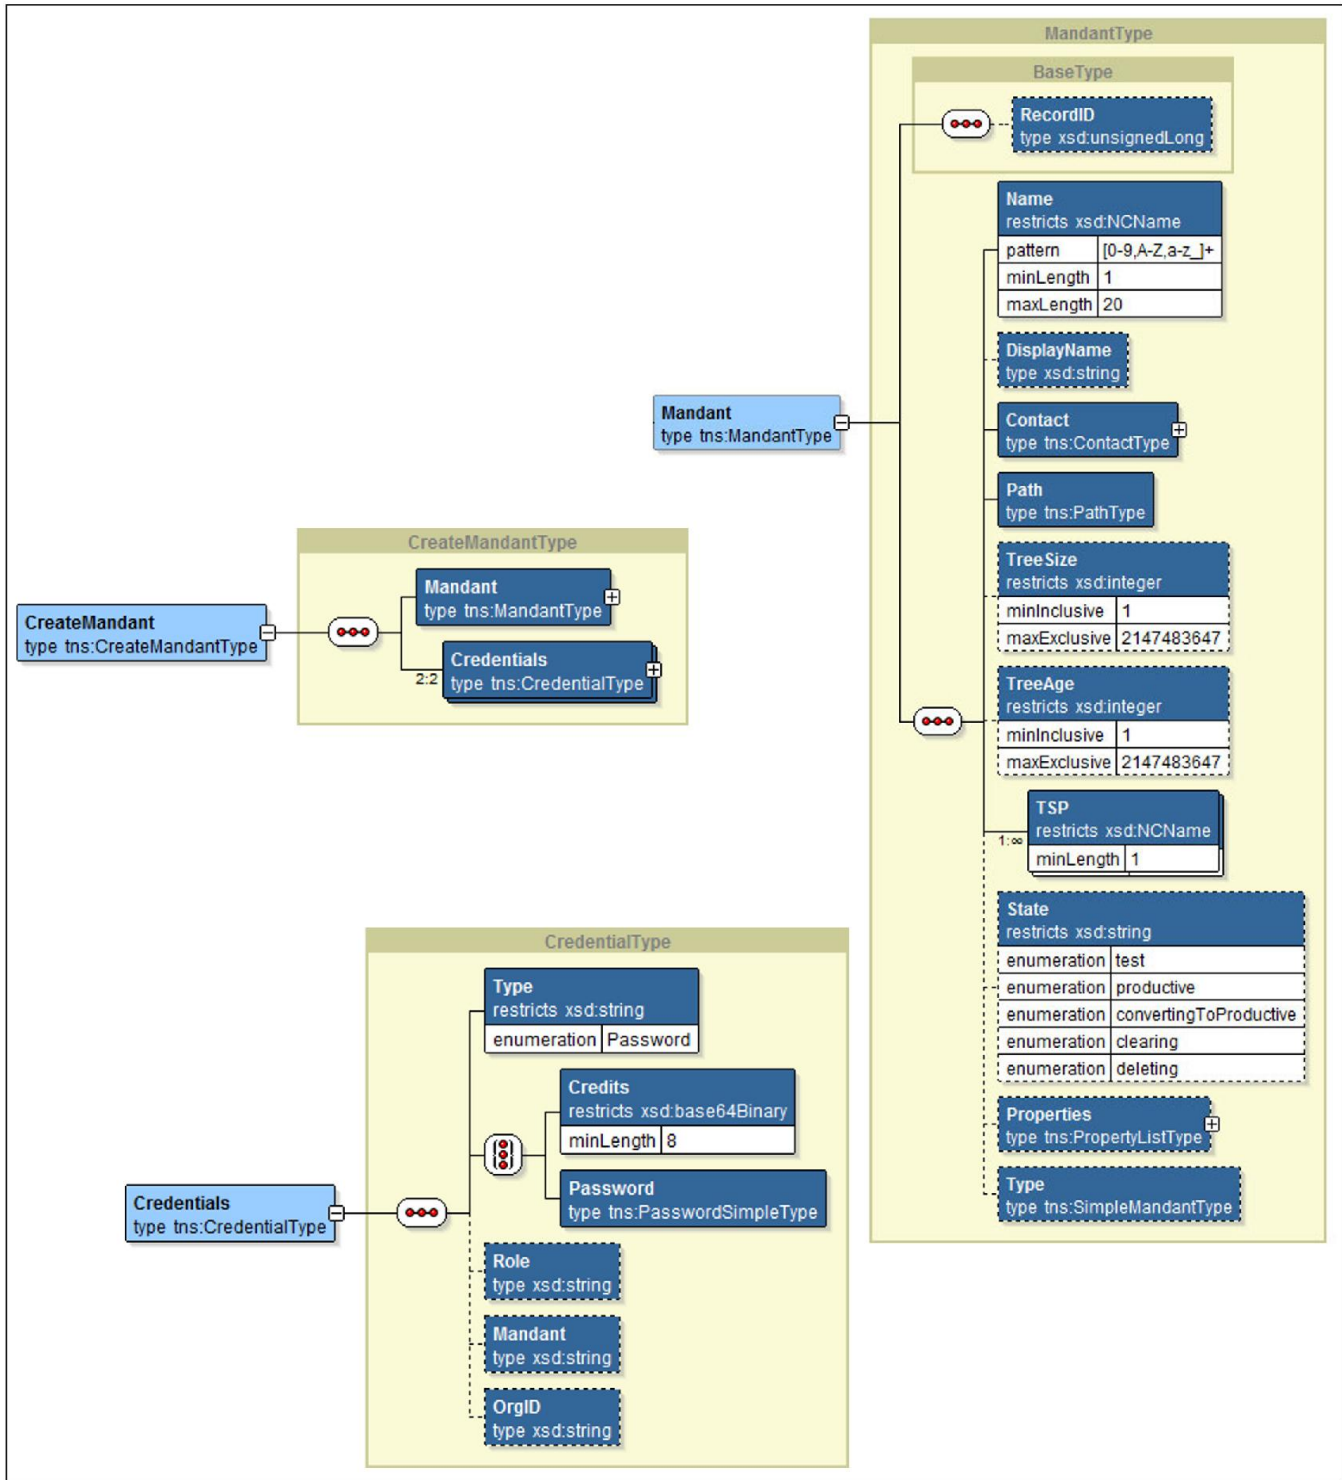 MandantType
BaseType
RecordID
type xsd:unsignedLong
Name
restricts xsd:NCName
pattern [0-9,A-Z,a-z_]+
minLength 1
maxLength 20
DisplayName
type xsd:string
Contact
type tns:ContactType
Path
type tns:PathType
TreeSize
restricts xsd:integer
minInclusive 1
maxExclusive 2147483647
TreeAge
restricts xsd:integer
minInclusive 1
maxExclusive 2147483647
TSP
restricts xsd:NCName
1:∞
minLength 1
State
restricts xsd:string
enumeration test
enumeration productive
enumeration convertingToProductive
enumeration clearing
enumeration deleting
Properties
type tns:PropertyListType
Type
type tns:SimpleMandantType
Mandant
type tns:MandantType
CreateMandantType
Mandant
type tns:MandantType
CreateMandant
type tns:CreateMandantType
Credentials
2:2
type tns:CredentialType
CredentialType
Type
restricts xsd:string
enumeration Password
Credits
restricts xsd:base64Binary
minLength 8
Password
type tns:PasswordSimpleType
Credentials
type tns:CredentialType
Role
type xsd:string
Mandant
type xsd:string
OrgID
type xsd:string